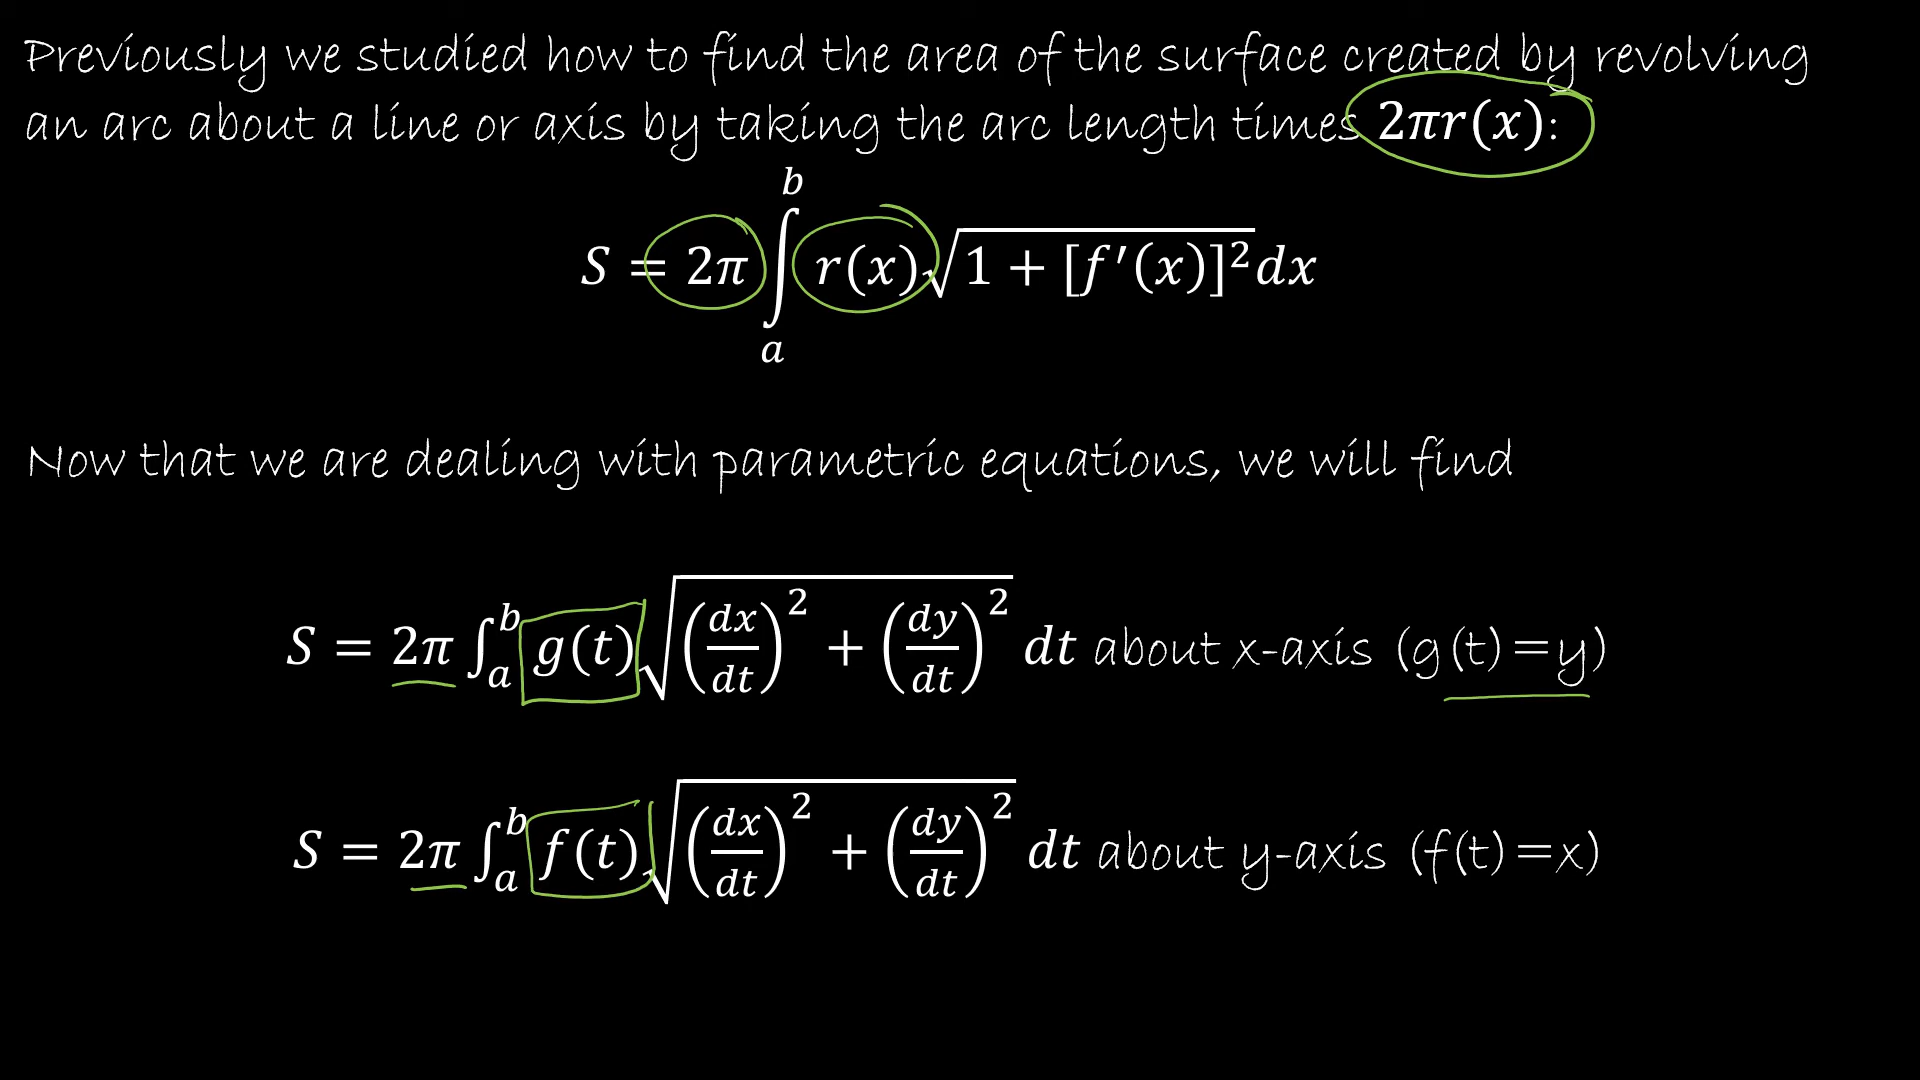 Previously we studied how to find the area of the surface created by revolving
an arc about a line or axis by taking the arc length times 2πr(x):
S = 2π ∫_a^b r(x)√(1 + [f′(x)]²) dx
Now that we are dealing with parametric equations, we will find
S = 2π ∫_a^b g(t)√((dx/dt)² + (dy/dt)²) dt about x-axis (g(t)=y)
S = 2π ∫_a^b f(t)√((dx/dt)² + (dy/dt)²) dt about y-axis (f(t)=x)